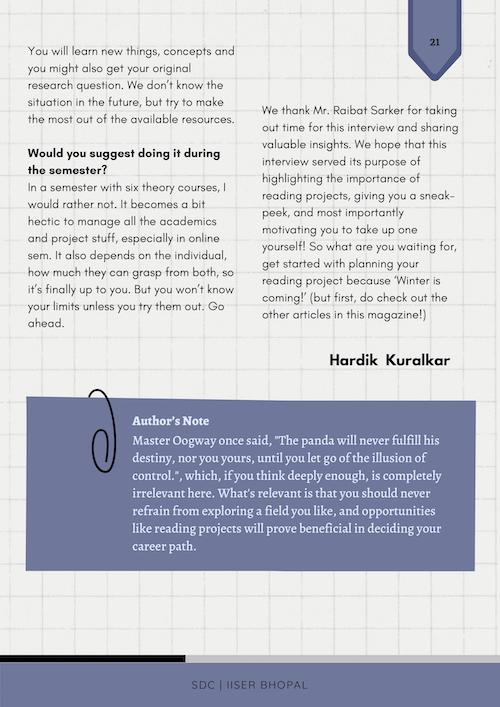 21
You will learn new things, concepts and
you might also get your original
research question. We don't know the
situation in the future, but try to make
the most out of the available resources.
Would you suggest doing it during
the semester?
In a semester with six theory courses, I
would rather not. It becomes a bit
hectic to manage all the academics
and project stuff, especially in online
sem. It also depends on the individual,
how much they can grasp from both, so
it's finally up to you. But you won't know
your limits unless you try them out. Go
ahead.
We thank Mr. Raibat Sarker for taking
out time for this interview and sharing
valuable insights. We hope that this
interview served its purpose of
highlighting the importance of
reading projects, giving you a sneak-
peek, and most importantly
motivating you to take up one
yourself! So what are you waiting for,
get started with planning your
reading project because 'Winter is
coming!' (but first, do check out the
other articles in this magazine!)
Hardik Kuralkar
Author's Note
Master Oogway once said, "The panda will never fulfill his
destiny, nor you yours, until you let go of the illusion of
control.", which, if you think deeply enough, is completely
irrelevant here. What's relevant is that you should never
refrain from exploring a field you like, and opportunities
like reading projects will prove beneficial in deciding your
career path.
SDC | IISER BHOPAL